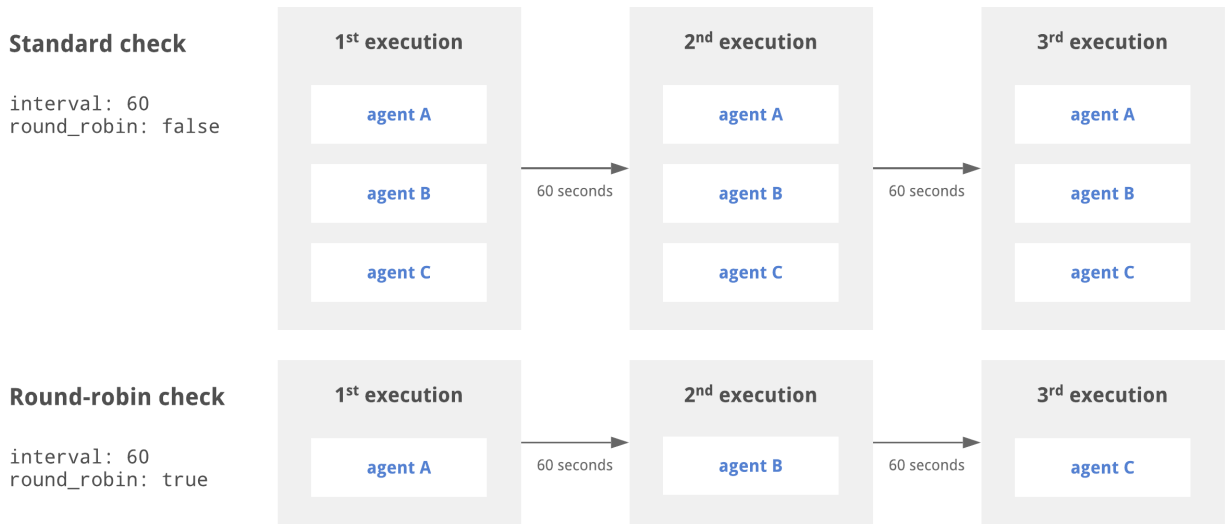 Standard check
interval: 60
round_robin: false
1st execution
agent A
agent B
agent C
60 seconds
2nd execution
agent A
agent B
agent C
60 seconds
3rd execution
agent A
agent B
agent C
Round-robin check
interval: 60
round_robin: true
1st execution
agent A
60 seconds
2nd execution
agent B
60 seconds
3rd execution
agent C